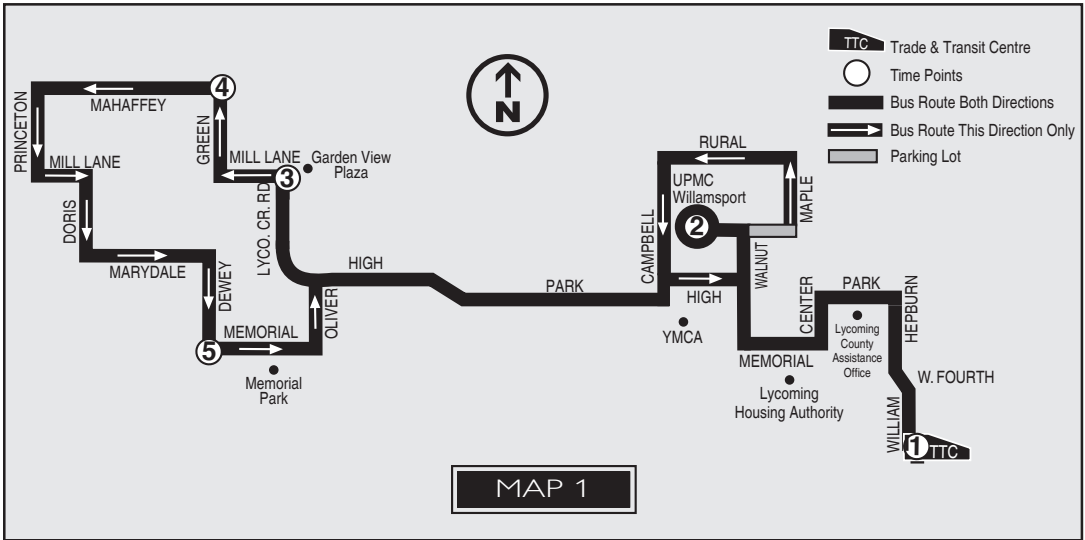 TTC
Trade & Transit Centre
Time Points
Bus Route Both Directions
Bus Route This Direction Only
Parking Lot
N
4
MAHAFFEY
PRINCETON
GREEN
MILL LANE
MILL LANE
3
Garden View
Plaza
DORIS
LYCO. CR. RD
MARYDALE
DEWEY
HIGH
OLIVER
MEMORIAL
5
Memorial
Park
PARK
RURAL
UPMC
Willamsport
2
MAPLE
CAMPBELL
WALNUT
HIGH
YMCA
CENTER
PARK
HEPBURN
Lycoming
County
Assistance
Office
MEMORIAL
Lycoming
Housing Authority
W. FOURTH
WILLIAM
1
TTC
MAP 1